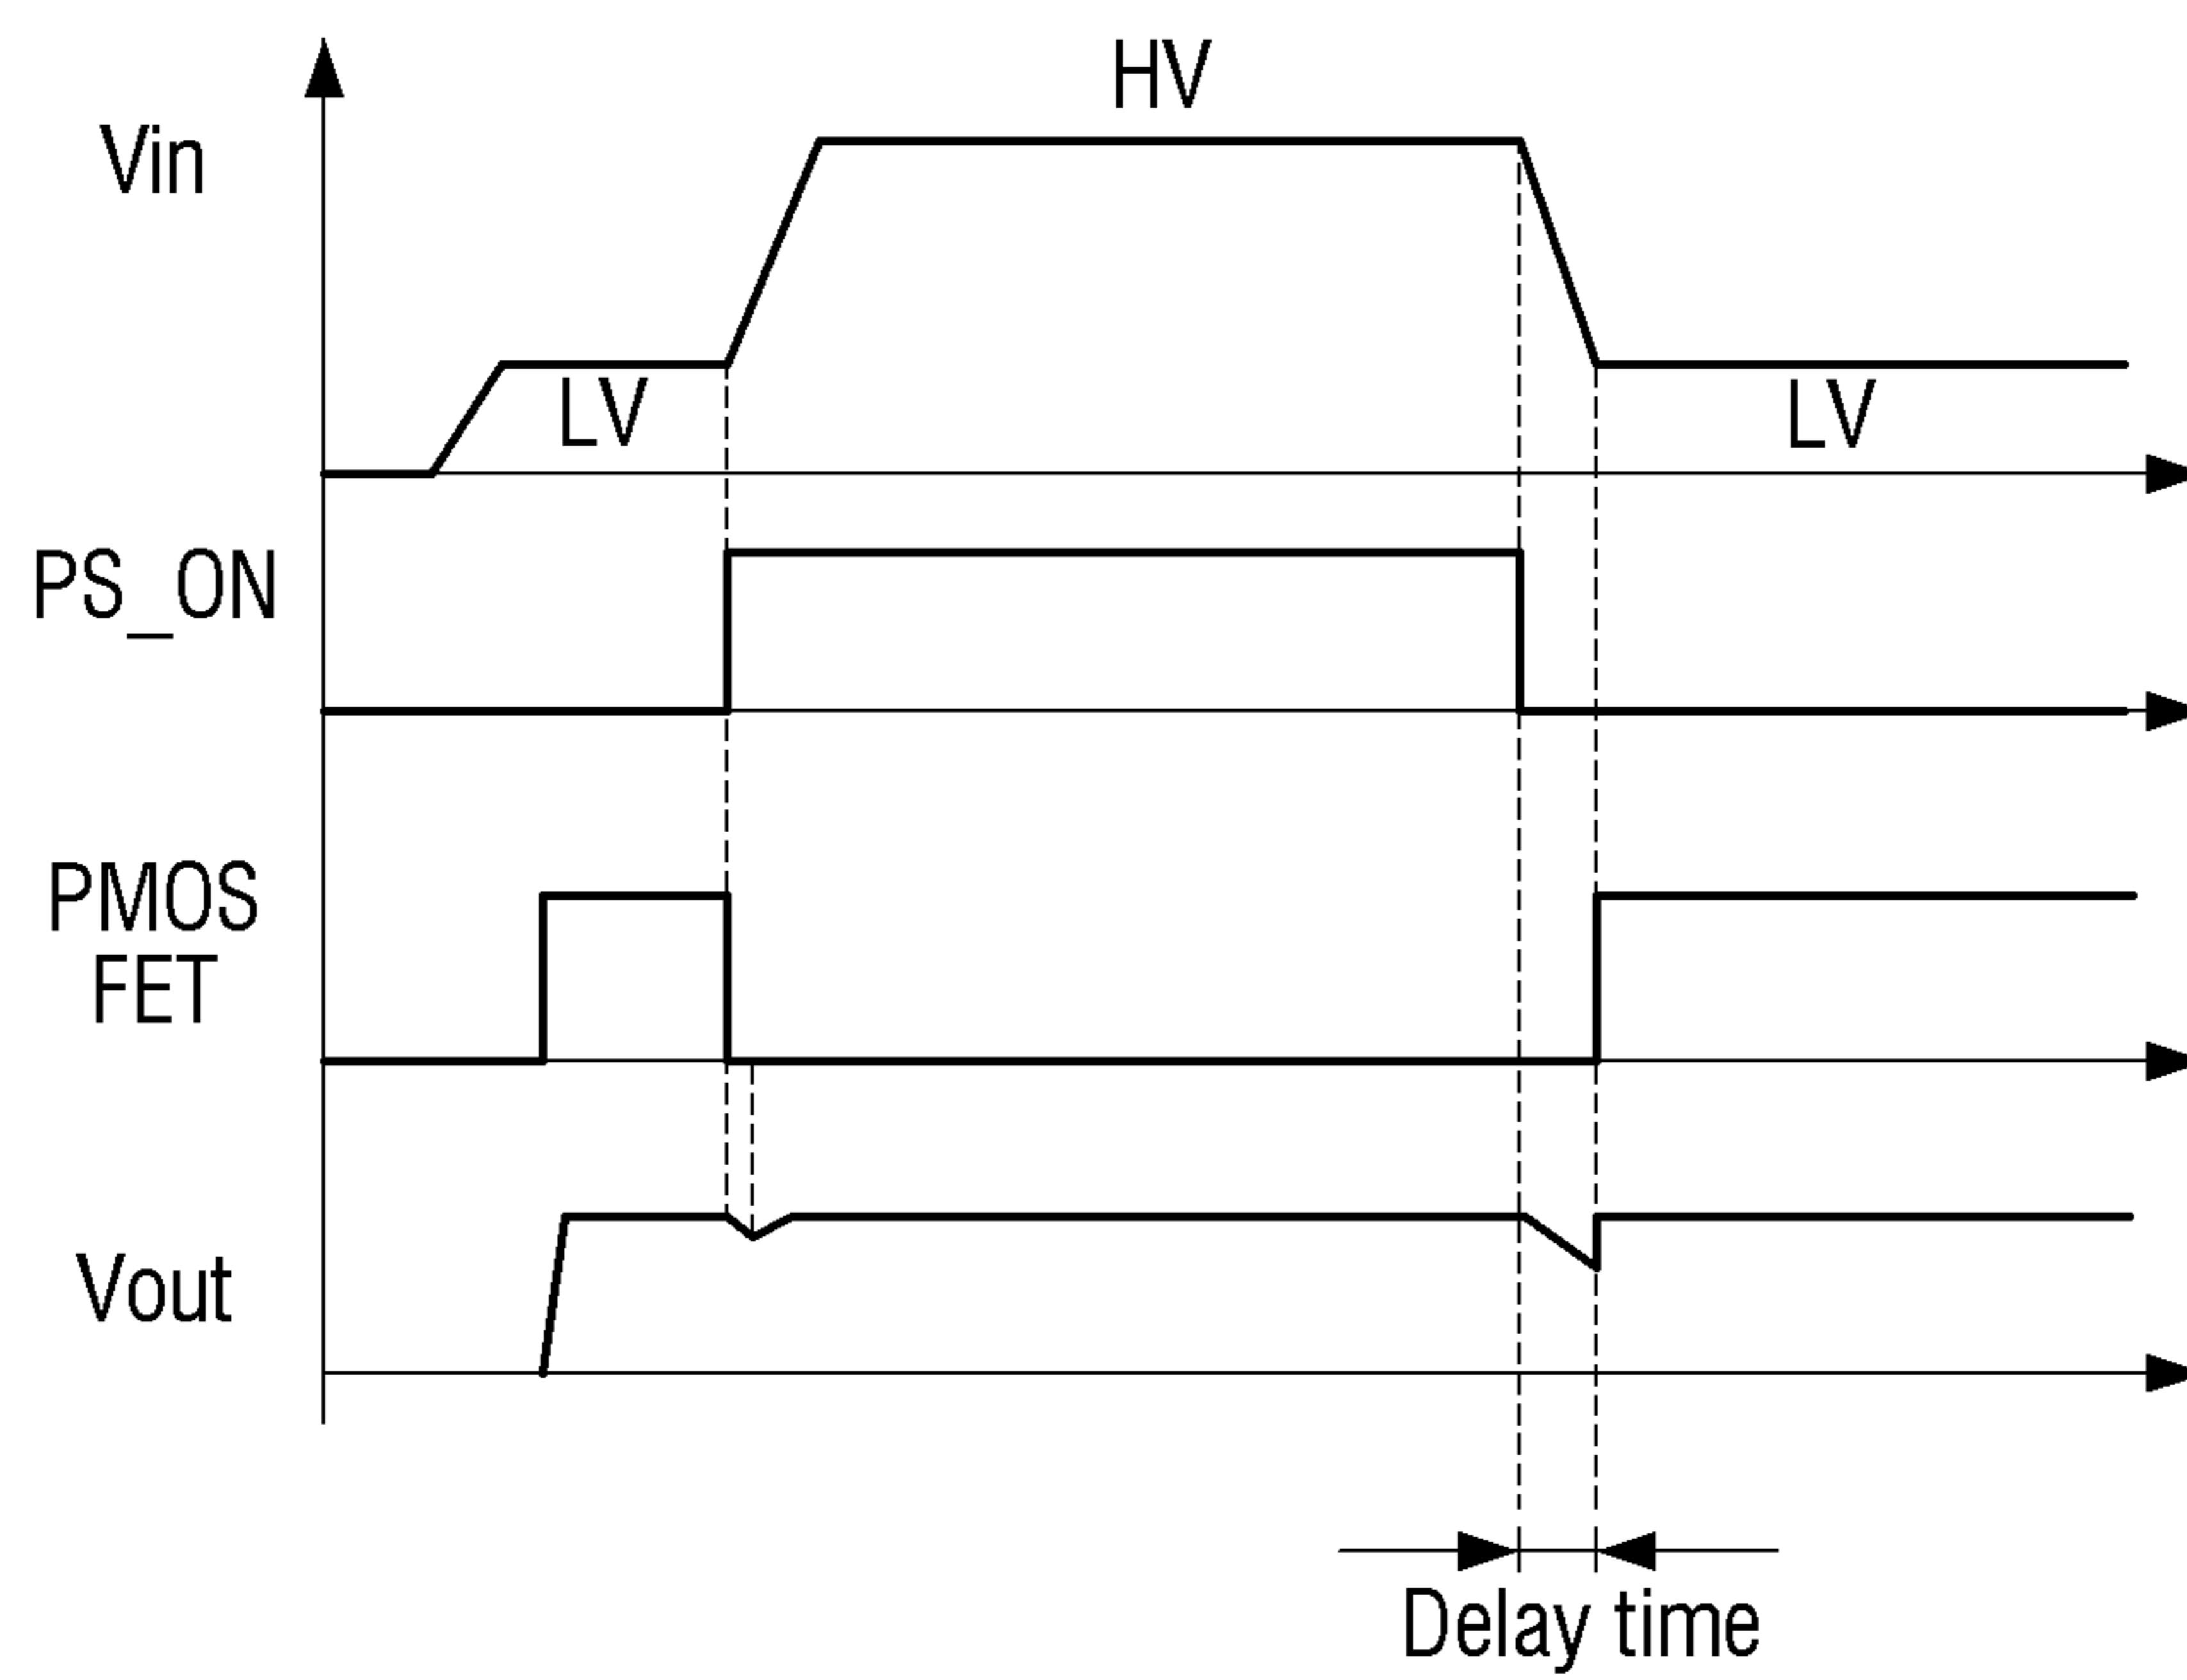 HV
Vin
LV
LV
PS_ON
PMOS
FET
Vout
Delay time